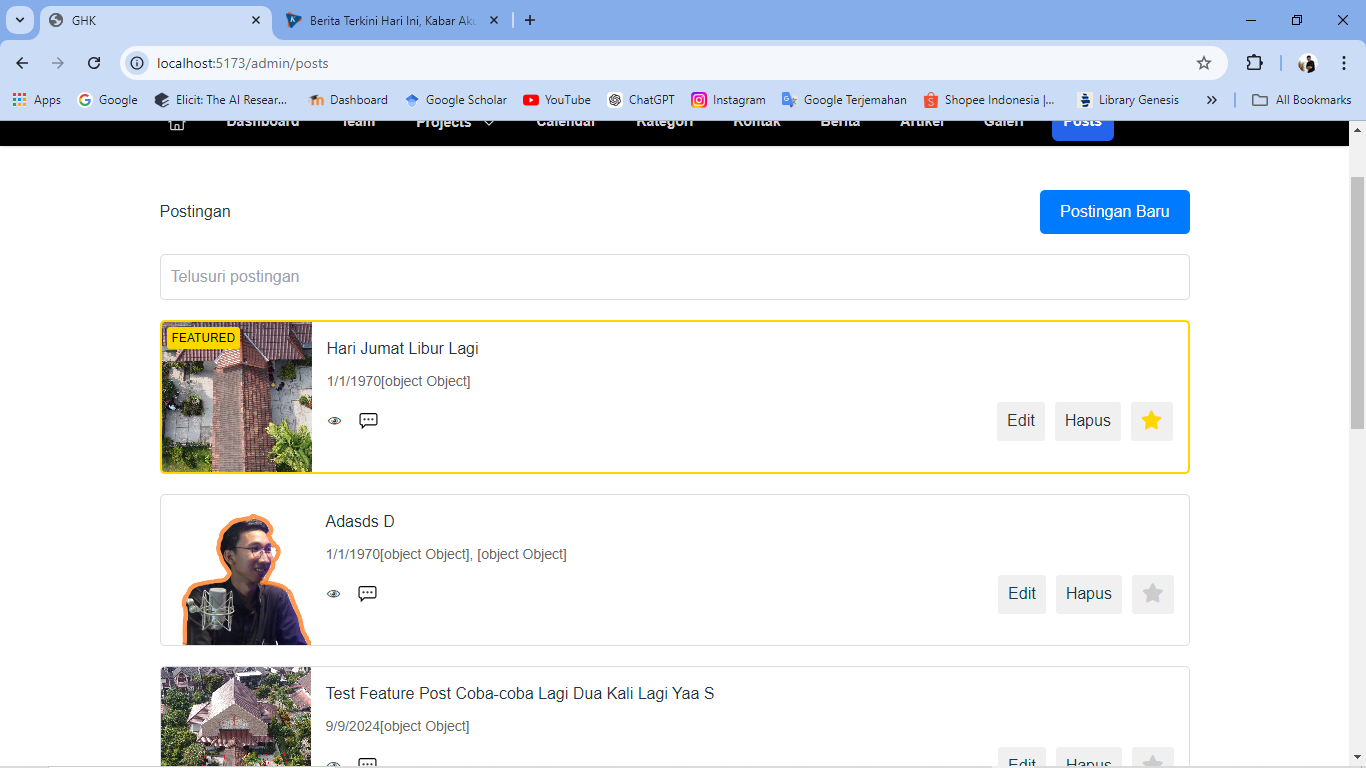 GHK
Berita Terkini Hari Ini, Kabar Aku
localhost:5173/admin/posts
Apps
Google
Elicit: The AI Resear...
Dashboard
Google Scholar
YouTube
ChatGPT
Instagram
Google Terjemahan
Shopee Indonesia |...
Library Genesis
All Bookmarks
Dashboard
Team
Projects
Calendar
Kategori
Kontak
Berita
Artikel
Galeri
Posts
Postingan
Postingan Baru
Telusuri postingan
FEATURED
Hari Jumat Libur Lagi
1/1/1970[object Object]
Edit
Hapus
Adasds D
1/1/1970[object Object], [object Object]
Edit
Hapus
Test Feature Post Coba-coba Lagi Dua Kali Lagi Yaa S
9/9/2024[object Object]
Edit
Hapus